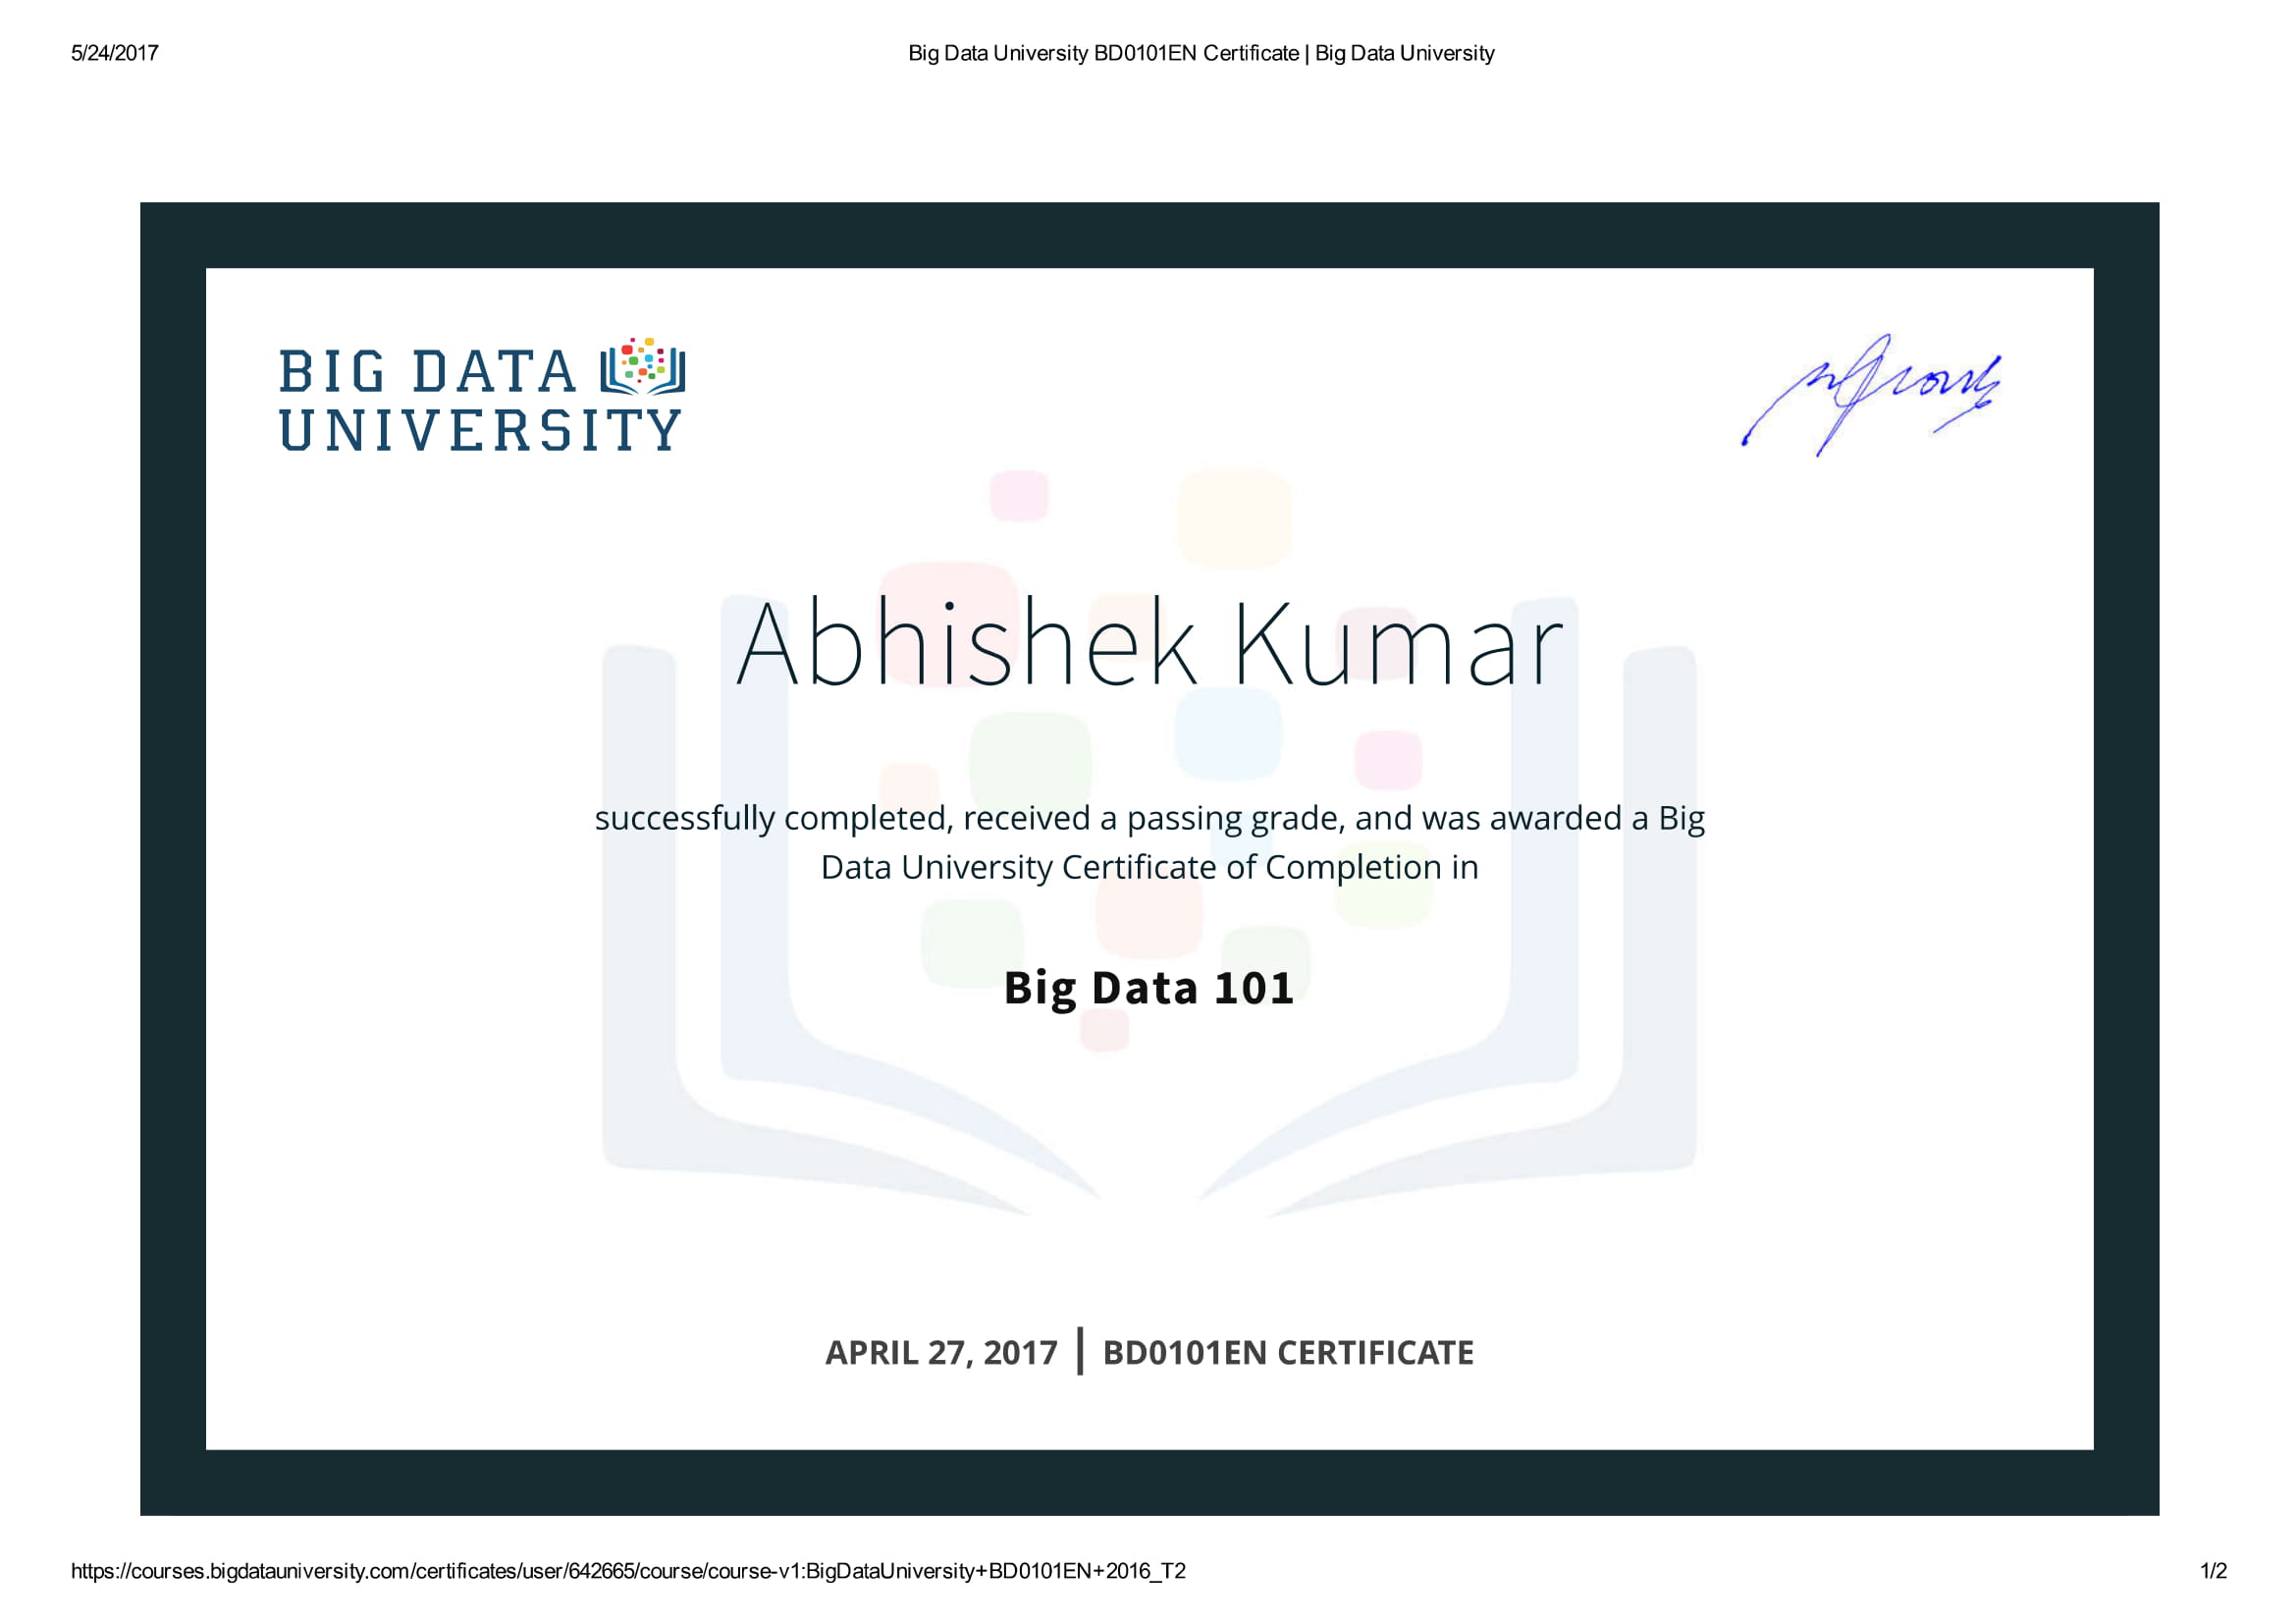 5/24/2017
Big Data University BD0101EN Certificate | Big Data University
BIG DATA
UNIVERSITY
Abhishek Kumar
successfully completed, received a passing grade, and was awarded a Big
Data University Certificate of Completion in
Big Data 101
APRIL 27, 2017 | BD0101EN CERTIFICATE
https://courses.bigdatauniversity.com/certificates/user/642665/course/course-v1:BigDataUniversity+BD0101EN+2016_T2
1/2